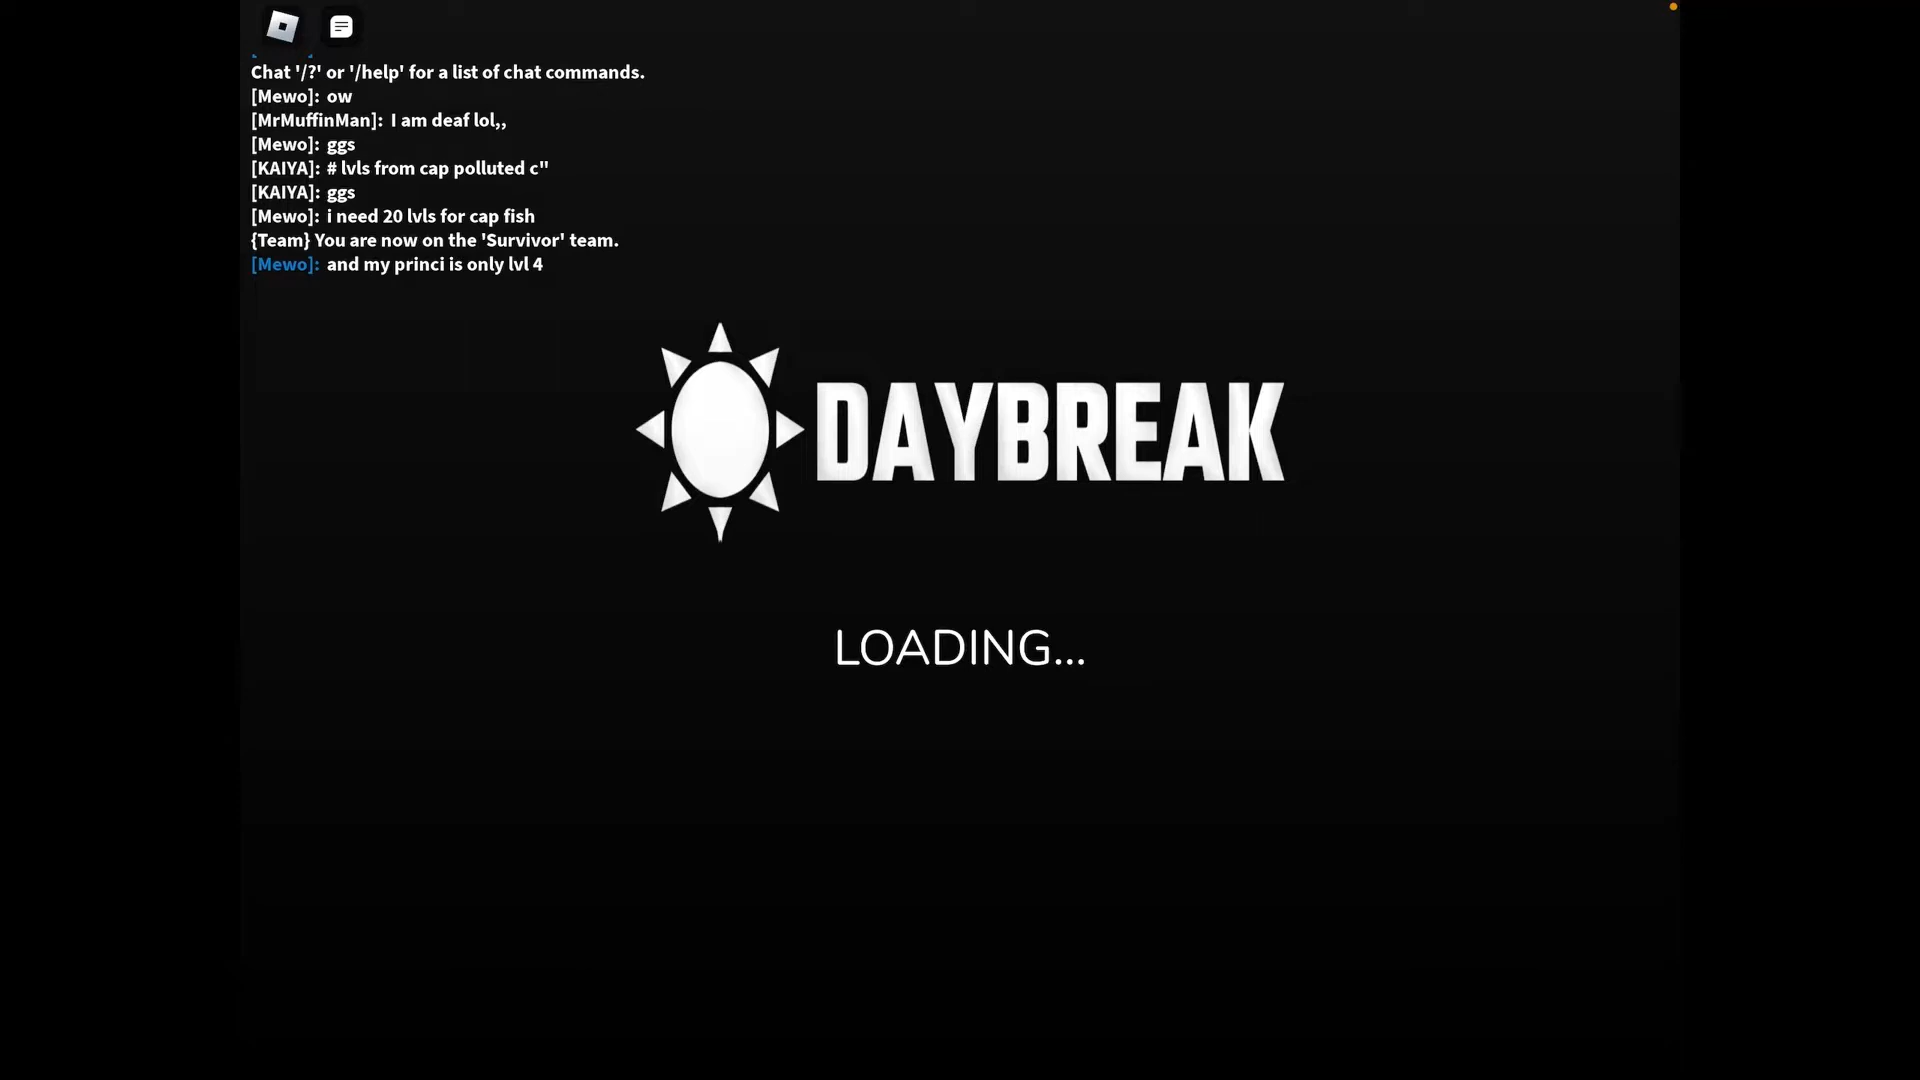 Chat '/?' or '/help' for a list of chat commands.
[Mewo]: ow
[MrMuffinMan]: I am deaf lol,,
[Mewo]: ggs
[KAIYA]: # lvls from cap polluted c"
[KAIYA]: ggs
[Mewo]: i need 20 lvls for cap fish
{Team} You are now on the 'Survivor' team.
[Mewo]: and my princi is only lvl 4
DAYBREAK
LOADING...